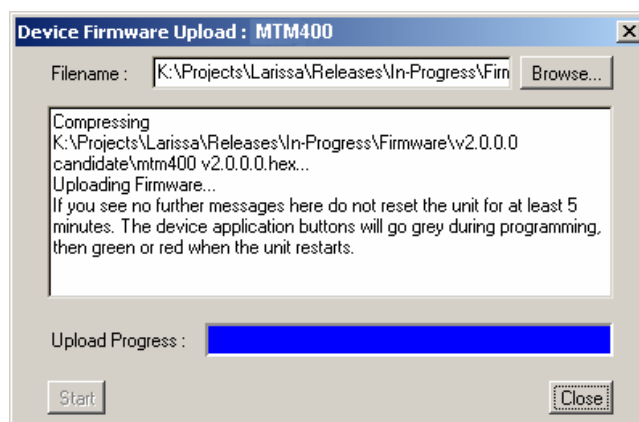 Device Firmware Upload : MTM400
Filename :
K:\Projects\Larissa\Releases\In-Progress\Firn
Browse...
Compressing
K:\Projects\Larissa\Releases\In-Progress\Firmware\v2.0.0.0
candidate\mtm400 v2.0.0.0.hex...
Uploading Firmware...
If you see no further messages here do not reset the unit for at least 5
minutes. The device application buttons will go grey during programming,
then green or red when the unit restarts.
Upload Progress :
Start
Close